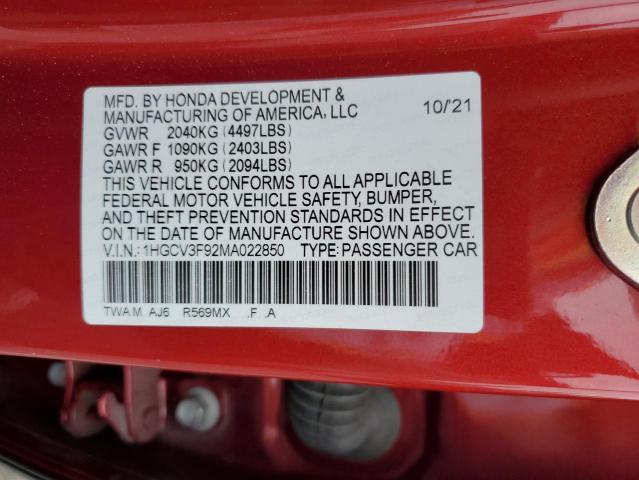 MFD. BY HONDA DEVELOPMENT &
MANUFACTURING OF AMERICA, LLC 10/21
GVWR 2040KG (4497LBS)
GAWR F 1090KG (2403LBS)
GAWR R 950KG (2094LBS)
THIS VEHICLE CONFORMS TO ALL APPLICABLE
FEDERAL MOTOR VEHICLE SAFETY, BUMPER,
AND THEFT PREVENTION STANDARDS IN EFFECT
ON THE DATE OF MANUFACTURE SHOWN ABOVE.
V.I.N.: 1HGCV3F92MA022850 TYPE: PASSENGER CAR
TWA M AJ6 R569MX .F .A